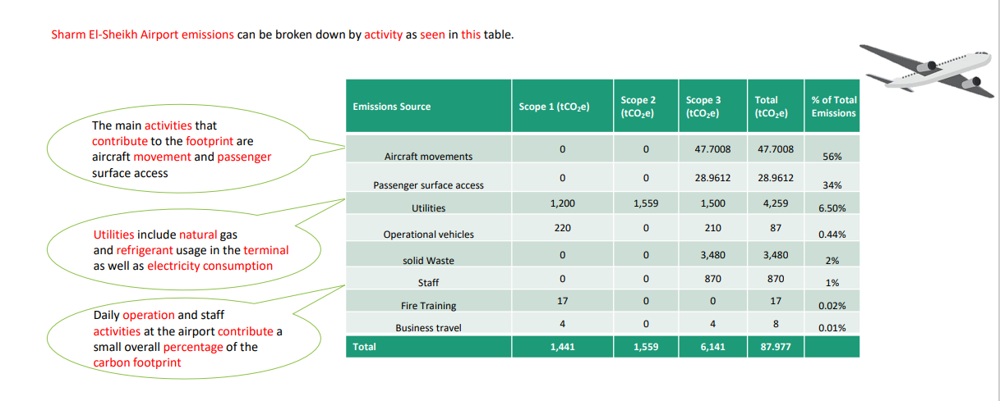 Sharm El-Sheikh Airport emissions can be broken down by activity as seen in this table.
The main activities that
contribute to the footprint are
aircraft movement and passenger
surface access
Utilities include natural gas
and refrigerant usage in the terminal
as well as electricity consumption
Daily operation and staff
activities at the airport contribute a
small overall percentage of the
carbon footprint
Emissions Source Scope 1 (tCO₂e) Scope 2 (tCO₂e) Scope 3 (tCO₂e) Total (tCO₂e) % of Total Emissions
Aircraft movements 0 0 47.7008 47.7008 56%
Passenger surface access 0 0 28.9612 28.9612 34%
Utilities 1,200 1,559 1,500 4,259 6.50%
Operational vehicles 220 0 210 87 0.44%
solid Waste 0 0 3,480 3,480 2%
Staff 0 0 870 870 1%
Fire Training 17 0 0 17 0.02%
Business travel 4 0 4 8 0.01%
Total 1,441 1,559 6,141 87.977